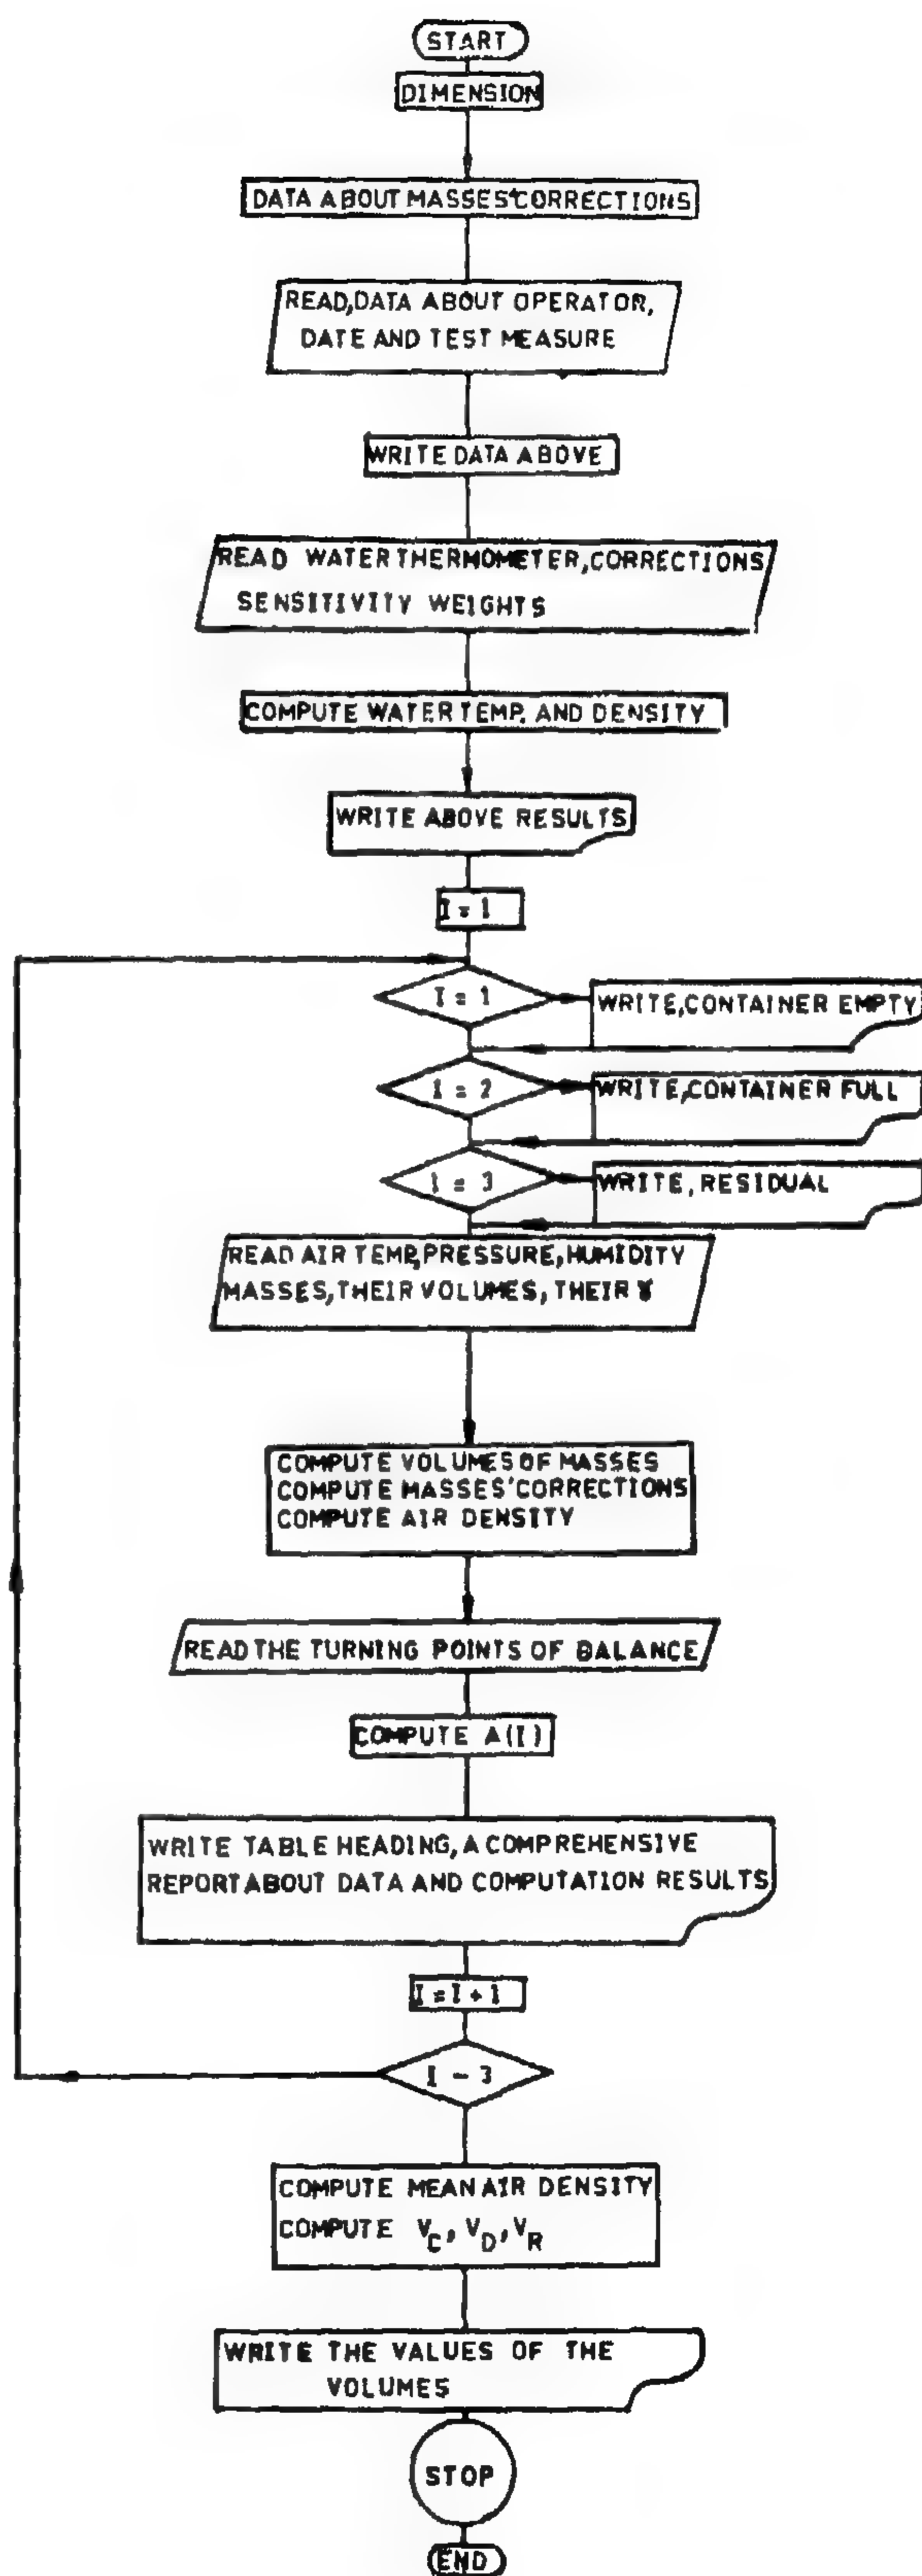 START
DIMENSION
DATA ABOUT MASSES'CORRECTIONS
READ,DATA ABOUT OPERATOR,
DATE AND TEST MEASURE
WRITE DATA ABOVE
READ WATER THERMOMETER,CORRECTIONS
SENSITIVITY WEIGHTS
COMPUTE WATER TEMP. AND DENSITY
WRITE ABOVE RESULTS
I = 1
I = 1
WRITE,CONTAINER EMPTY
I = 2
WRITE,CONTAINER FULL
I = 3
WRITE, RESIDUAL
READ AIR TEMP,PRESSURE,HUMIDITY
MASSES,THEIR VOLUMES, THEIR γ
COMPUTE VOLUMES OF MASSES
COMPUTE MASSES'CORRECTIONS
COMPUTE AIR DENSITY
READ THE TURNING POINTS OF BALANCE
COMPUTE A(I)
WRITE TABLE HEADING, A COMPREHENSIVE
REPORT ABOUT DATA AND COMPUTATION RESULTS
I = I + 1
I - 3
COMPUTE MEAN AIR DENSITY
COMPUTE V_C, V_D, V_R
WRITE THE VALUES OF THE
VOLUMES
STOP
END